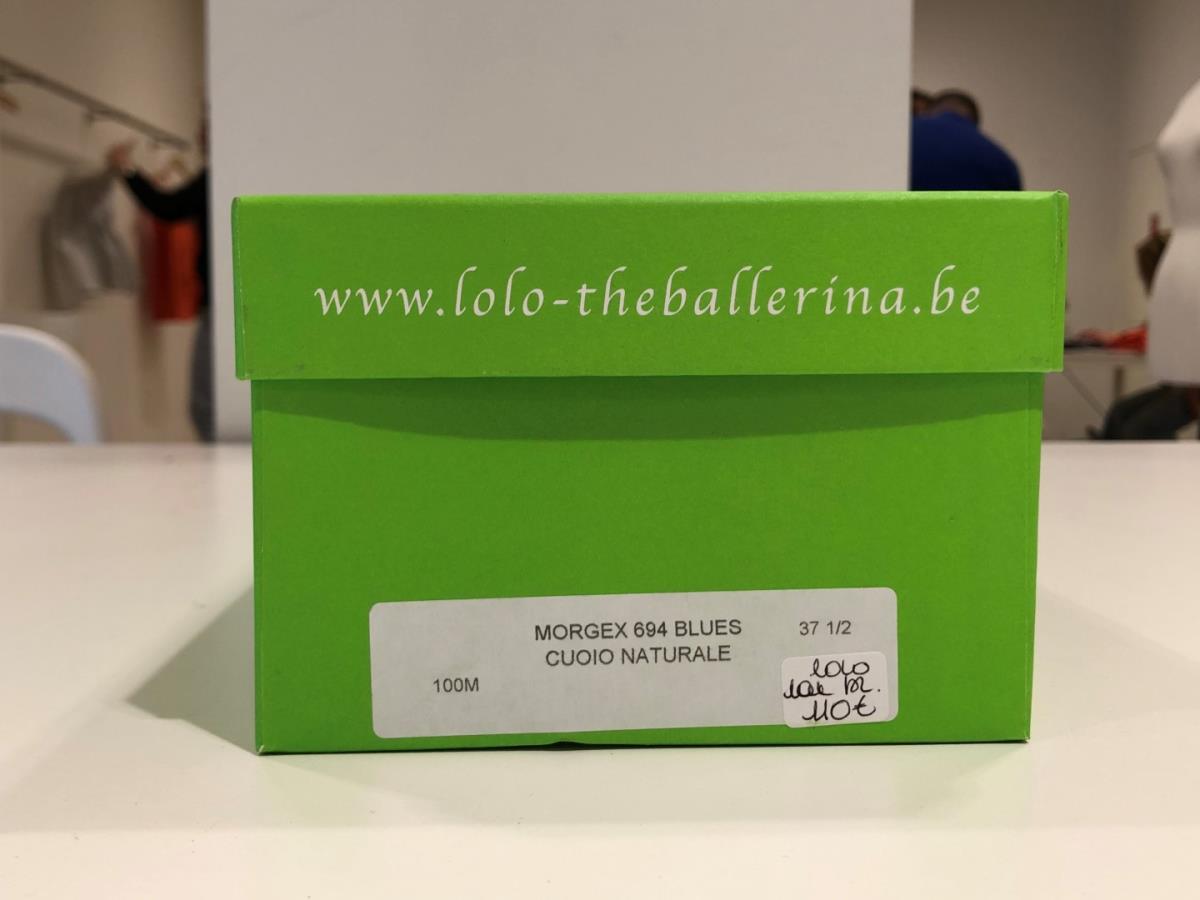 www.lolo-theballerina.be
MORGEX 694 BLUES
37 1/2
CUOIO NATURALE
100M
lolo
110€